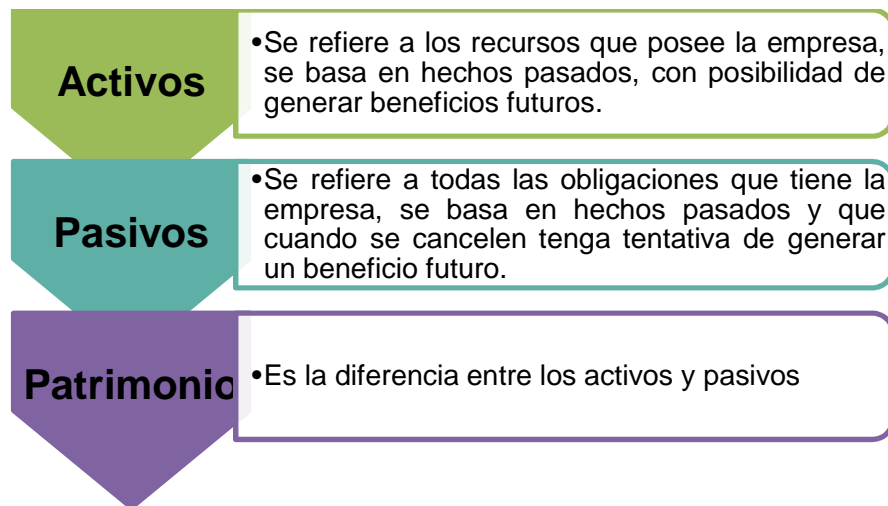 Activos
•Se refiere a los recursos que posee la empresa,
se basa en hechos pasados, con posibilidad de
generar beneficios futuros.
Pasivos
•Se refiere a todas las obligaciones que tiene la
empresa, se basa en hechos pasados y que
cuando se cancelen tenga tentativa de generar
un beneficio futuro.
Patrimonio
•Es la diferencia entre los activos y pasivos